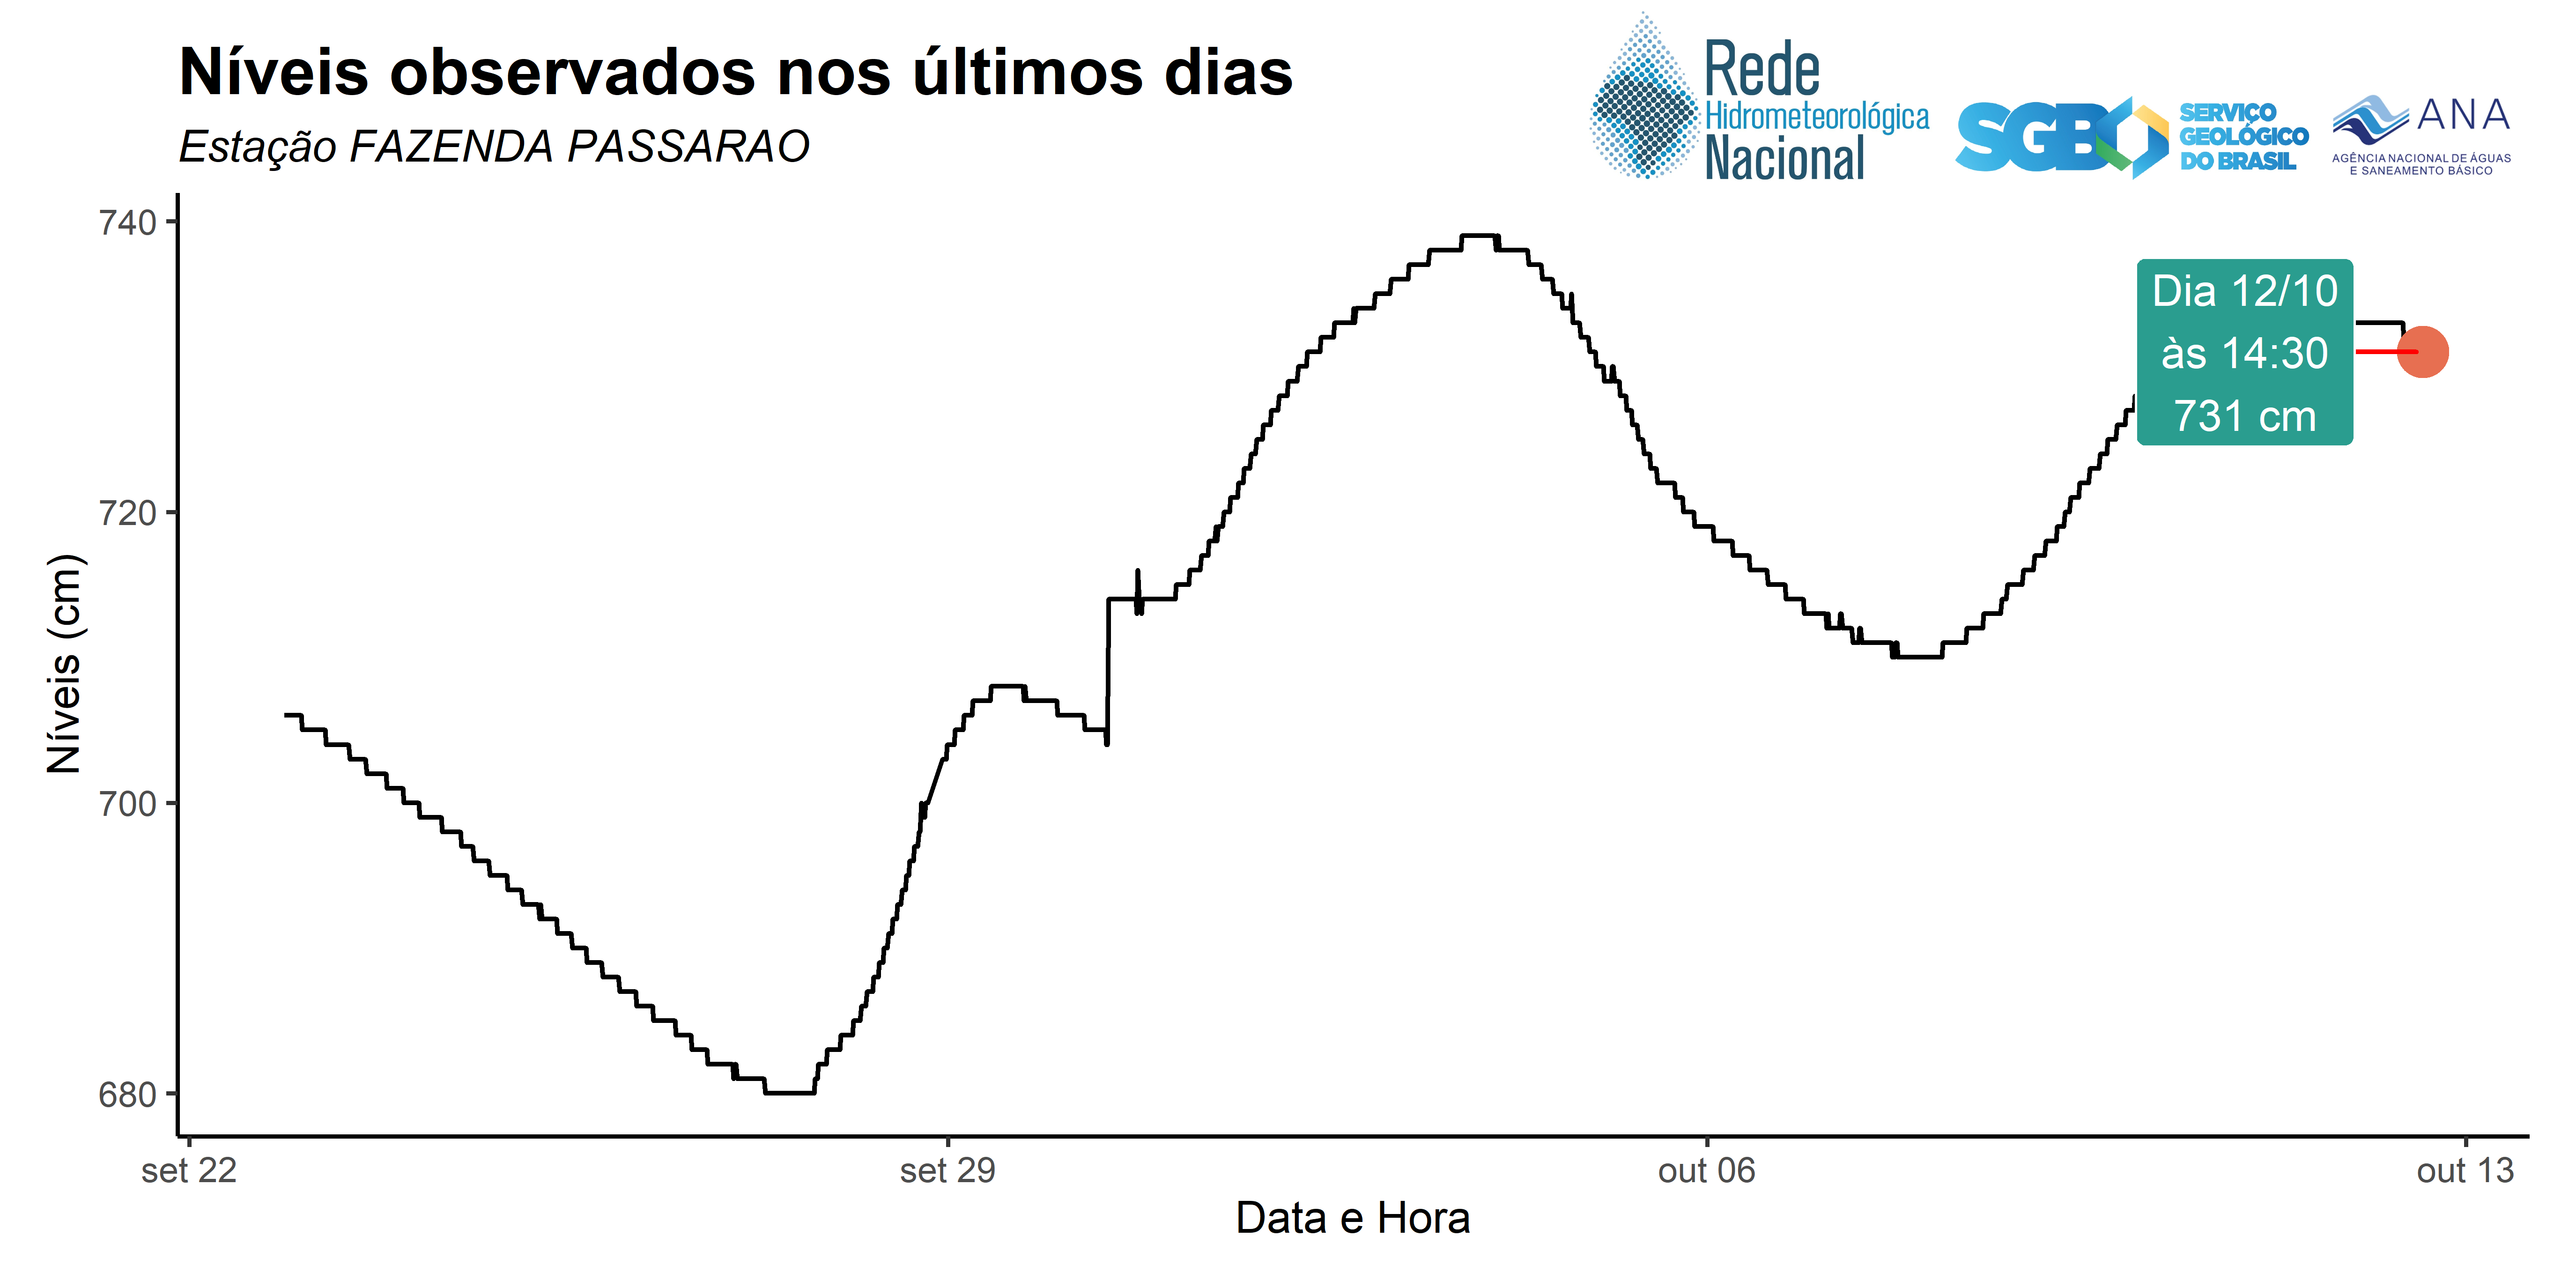 Níveis observados nos últimos dias
Estação FAZENDA PASSARAO
Rede
Hidrometeorológica
Nacional
SGB
SERVIÇO
GEOLÓGICO
DO BRASIL
ANA
AGÊNCIA NACIONAL DE ÁGUAS
E SANEAMENTO BÁSICO
740
720
700
680
Níveis (cm)
Dia 12/10
às 14:30
731 cm
set 22
set 29
out 06
out 13
Data e Hora